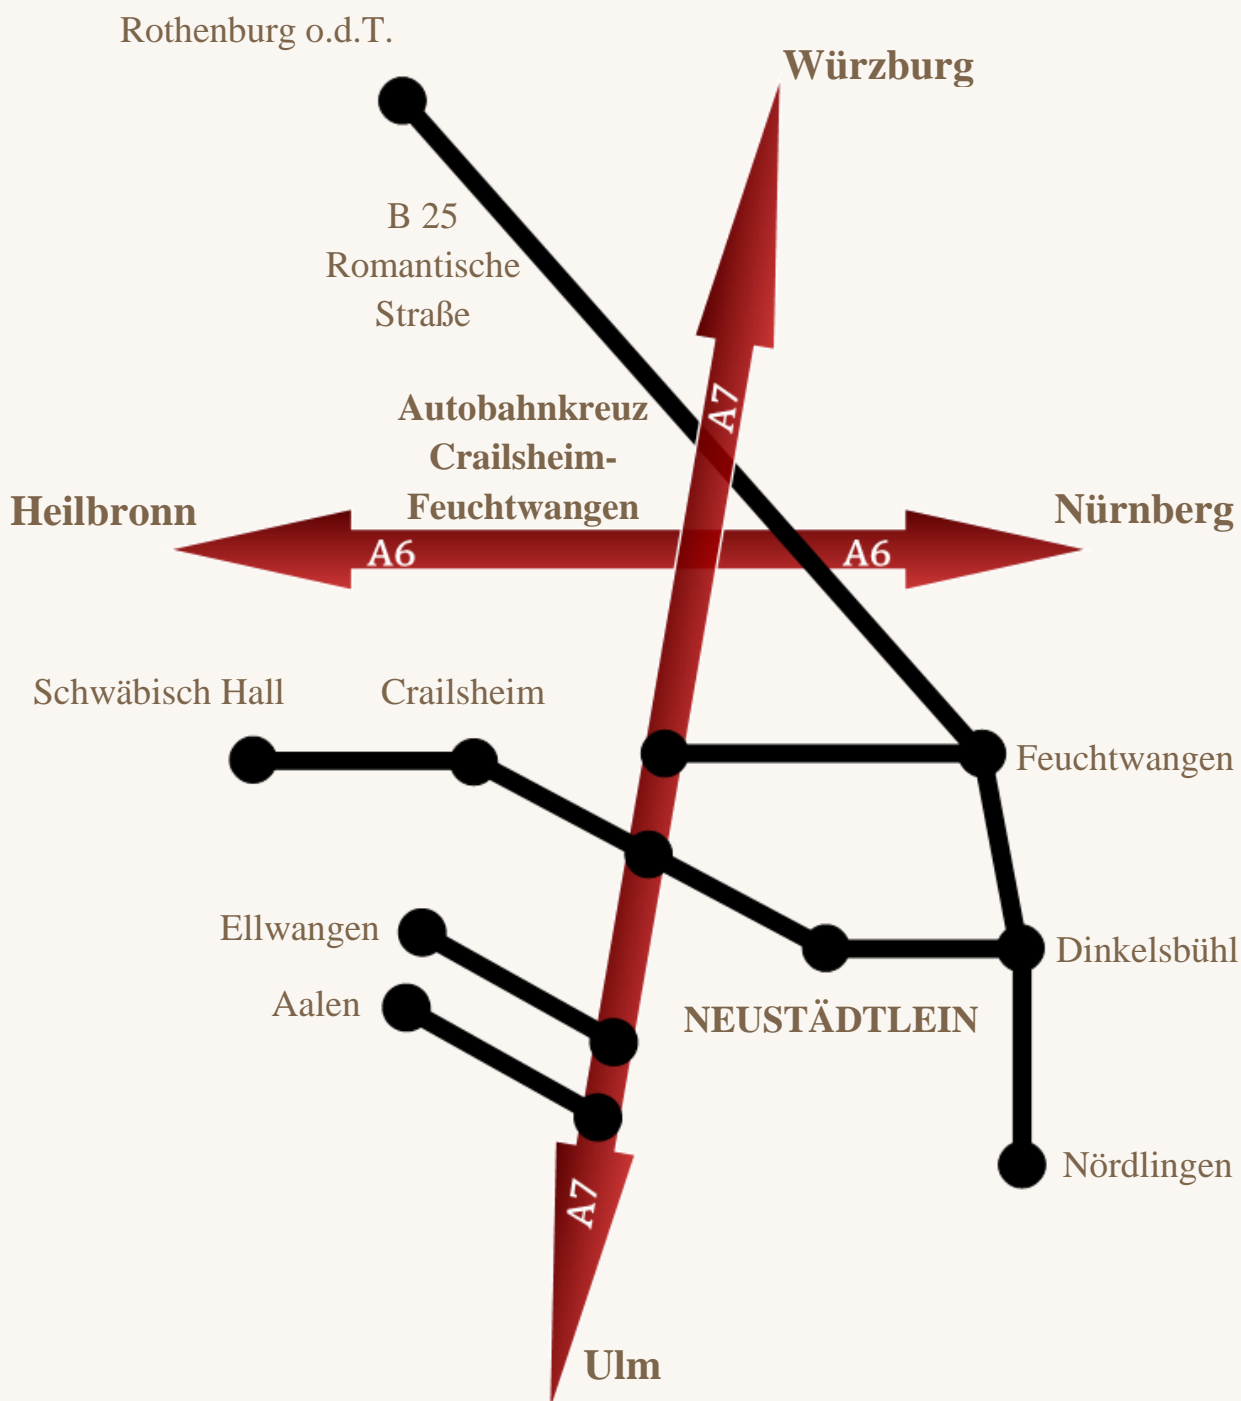 Rothenburg o.d.T.
Würzburg
B 25
Romantische
Straße
A7
Autobahnkreuz
Crailsheim-
Feuchtwangen
Heilbronn
Nürnberg
A6
A6
Schwäbisch Hall
Crailsheim
Feuchtwangen
Ellwangen
Dinkelsbühl
Aalen
NEUSTÄDTLEIN
Nördlingen
A7
Ulm